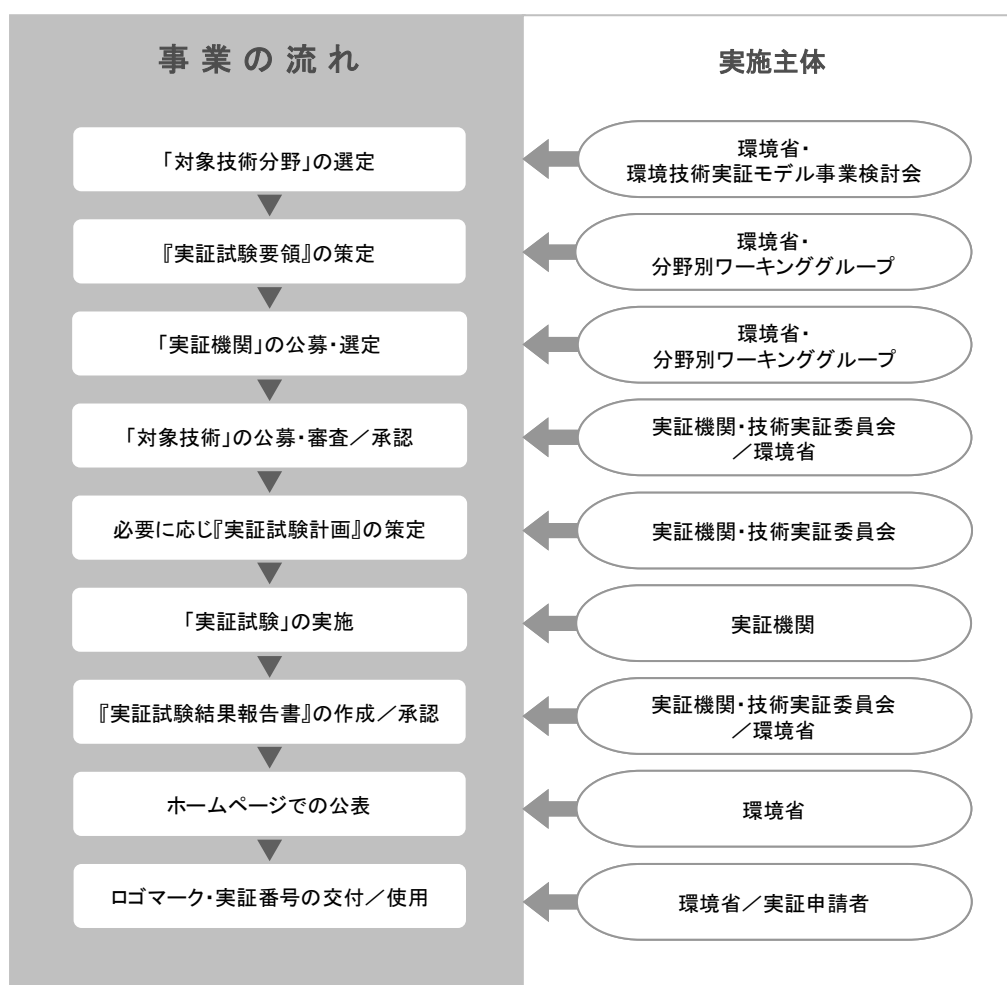 事業の流れ
実施主体
「対象技術分野」の選定
環境省・
環境技術実証モデル事業検討会
『実証試験要領』の策定
環境省・
分野別ワーキンググループ
「実証機関」の公募・選定
環境省・
分野別ワーキンググループ
「対象技術」の公募・審査／承認
実証機関・技術実証委員会
／環境省
必要に応じ『実証試験計画』の策定
実証機関・技術実証委員会
「実証試験」の実施
実証機関
『実証試験結果報告書』の作成／承認
実証機関・技術実証委員会
／環境省
ホームページでの公表
環境省
ロゴマーク・実証番号の交付／使用
環境省／実証申請者